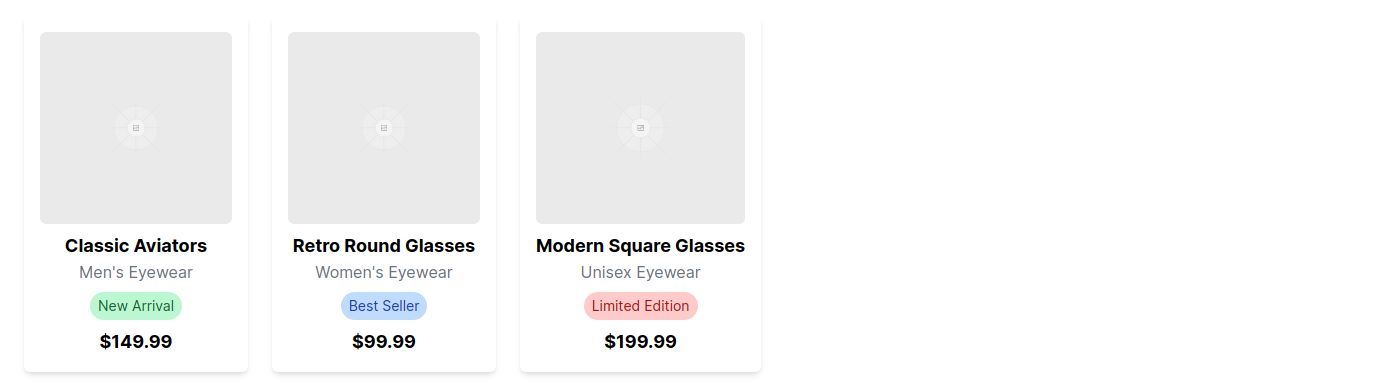 Classic Aviators
Men's Eyewear
New Arrival
$149.99
Retro Round Glasses
Women's Eyewear
Best Seller
$99.99
Modern Square Glasses
Unisex Eyewear
Limited Edition
$199.99